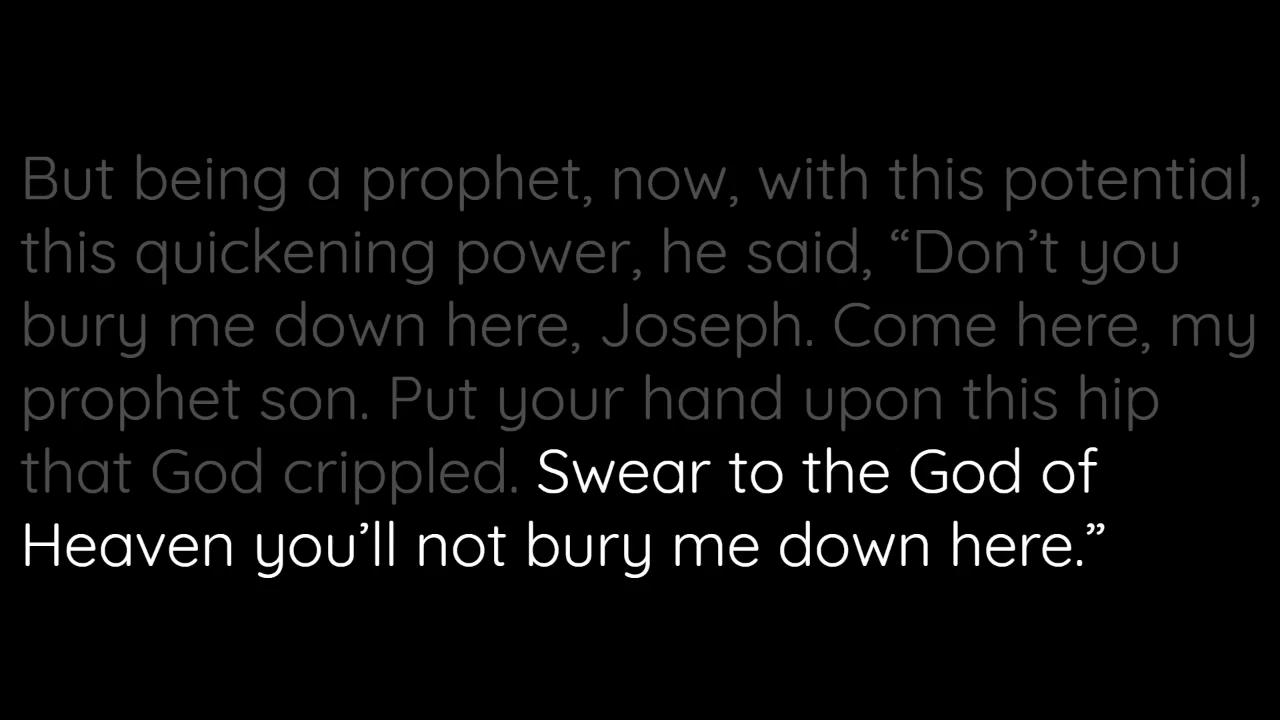 But being a prophet, now, with this potential,
this quickening power, he said, “Don’t you
bury me down here, Joseph. Come here, my
prophet son. Put your hand upon this hip
that God crippled. Swear to the God of
Heaven you’ll not bury me down here.”